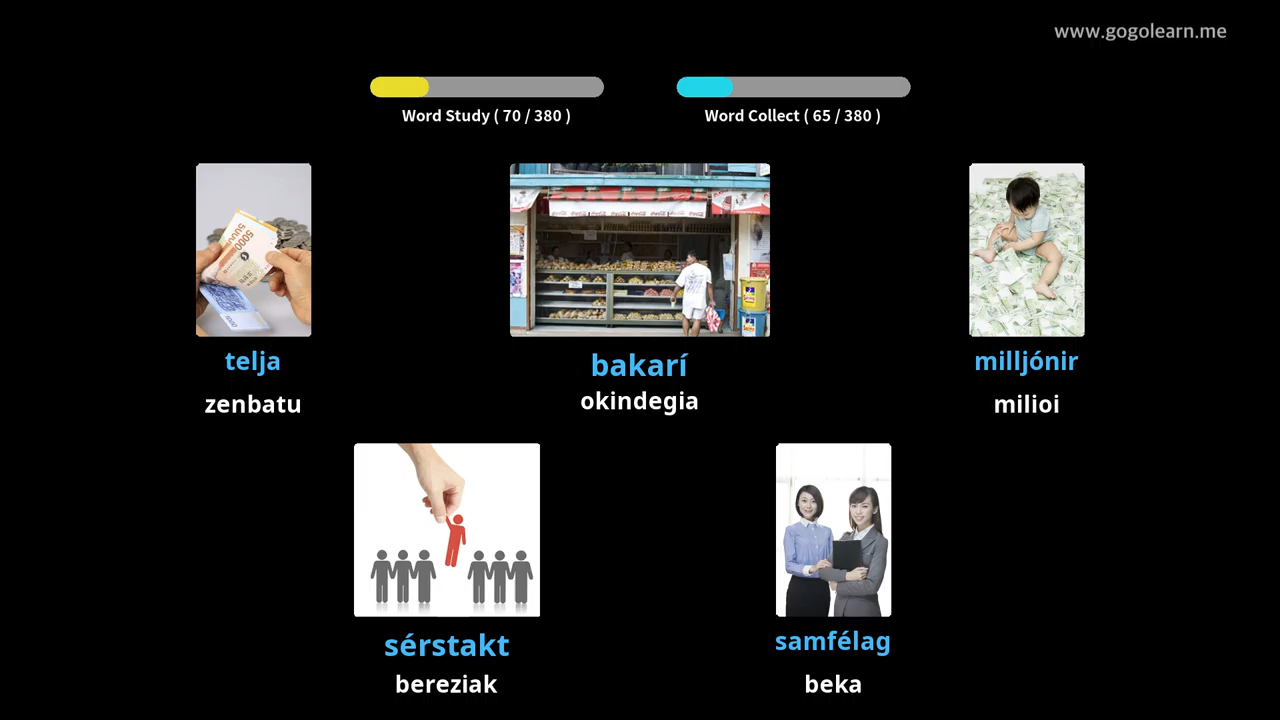 www.gogolearn.me
Word Study ( 70 / 380 )
Word Collect ( 65 / 380 )
telja
zenbatu
bakarí
okindegia
milljónir
milioi
sérstakt
bereziak
samfélag
beka